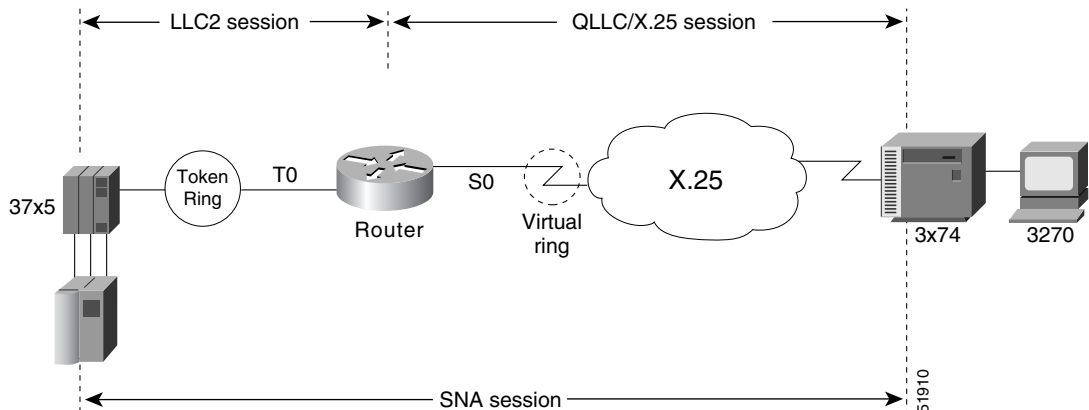 LLC2 session
QLLC/X.25 session
37x5
Token
Ring
T0
Router
S0
Virtual
ring
X.25
3x74
3270
SNA session
51910